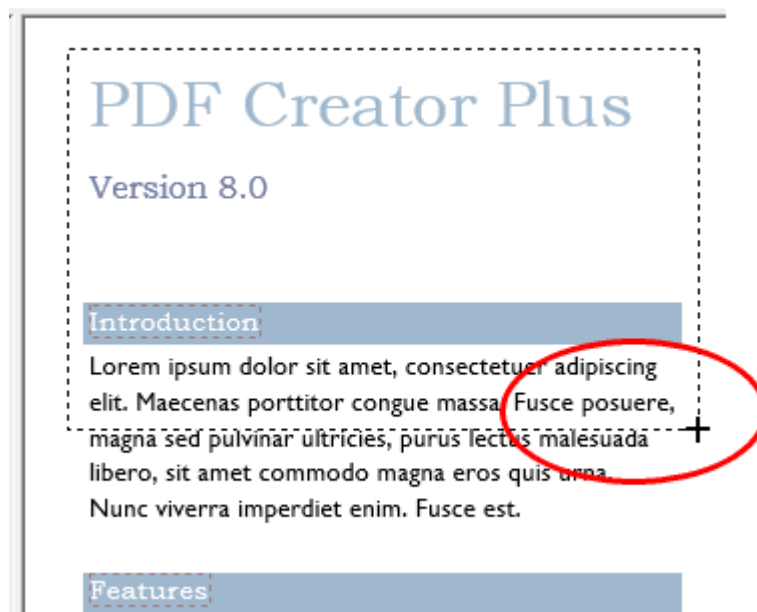 PDF Creator Plus
Version 8.0
Introduction
Lorem ipsum dolor sit amet, consectetuer adipiscing
elit. Maecenas porttitor congue massa. Fusce posuere,
magna sed pulvinar ultricies, purus lectus malesuada
libero, sit amet commodo magna eros quis urna.
Nunc viverra imperdiet enim. Fusce est.
Features